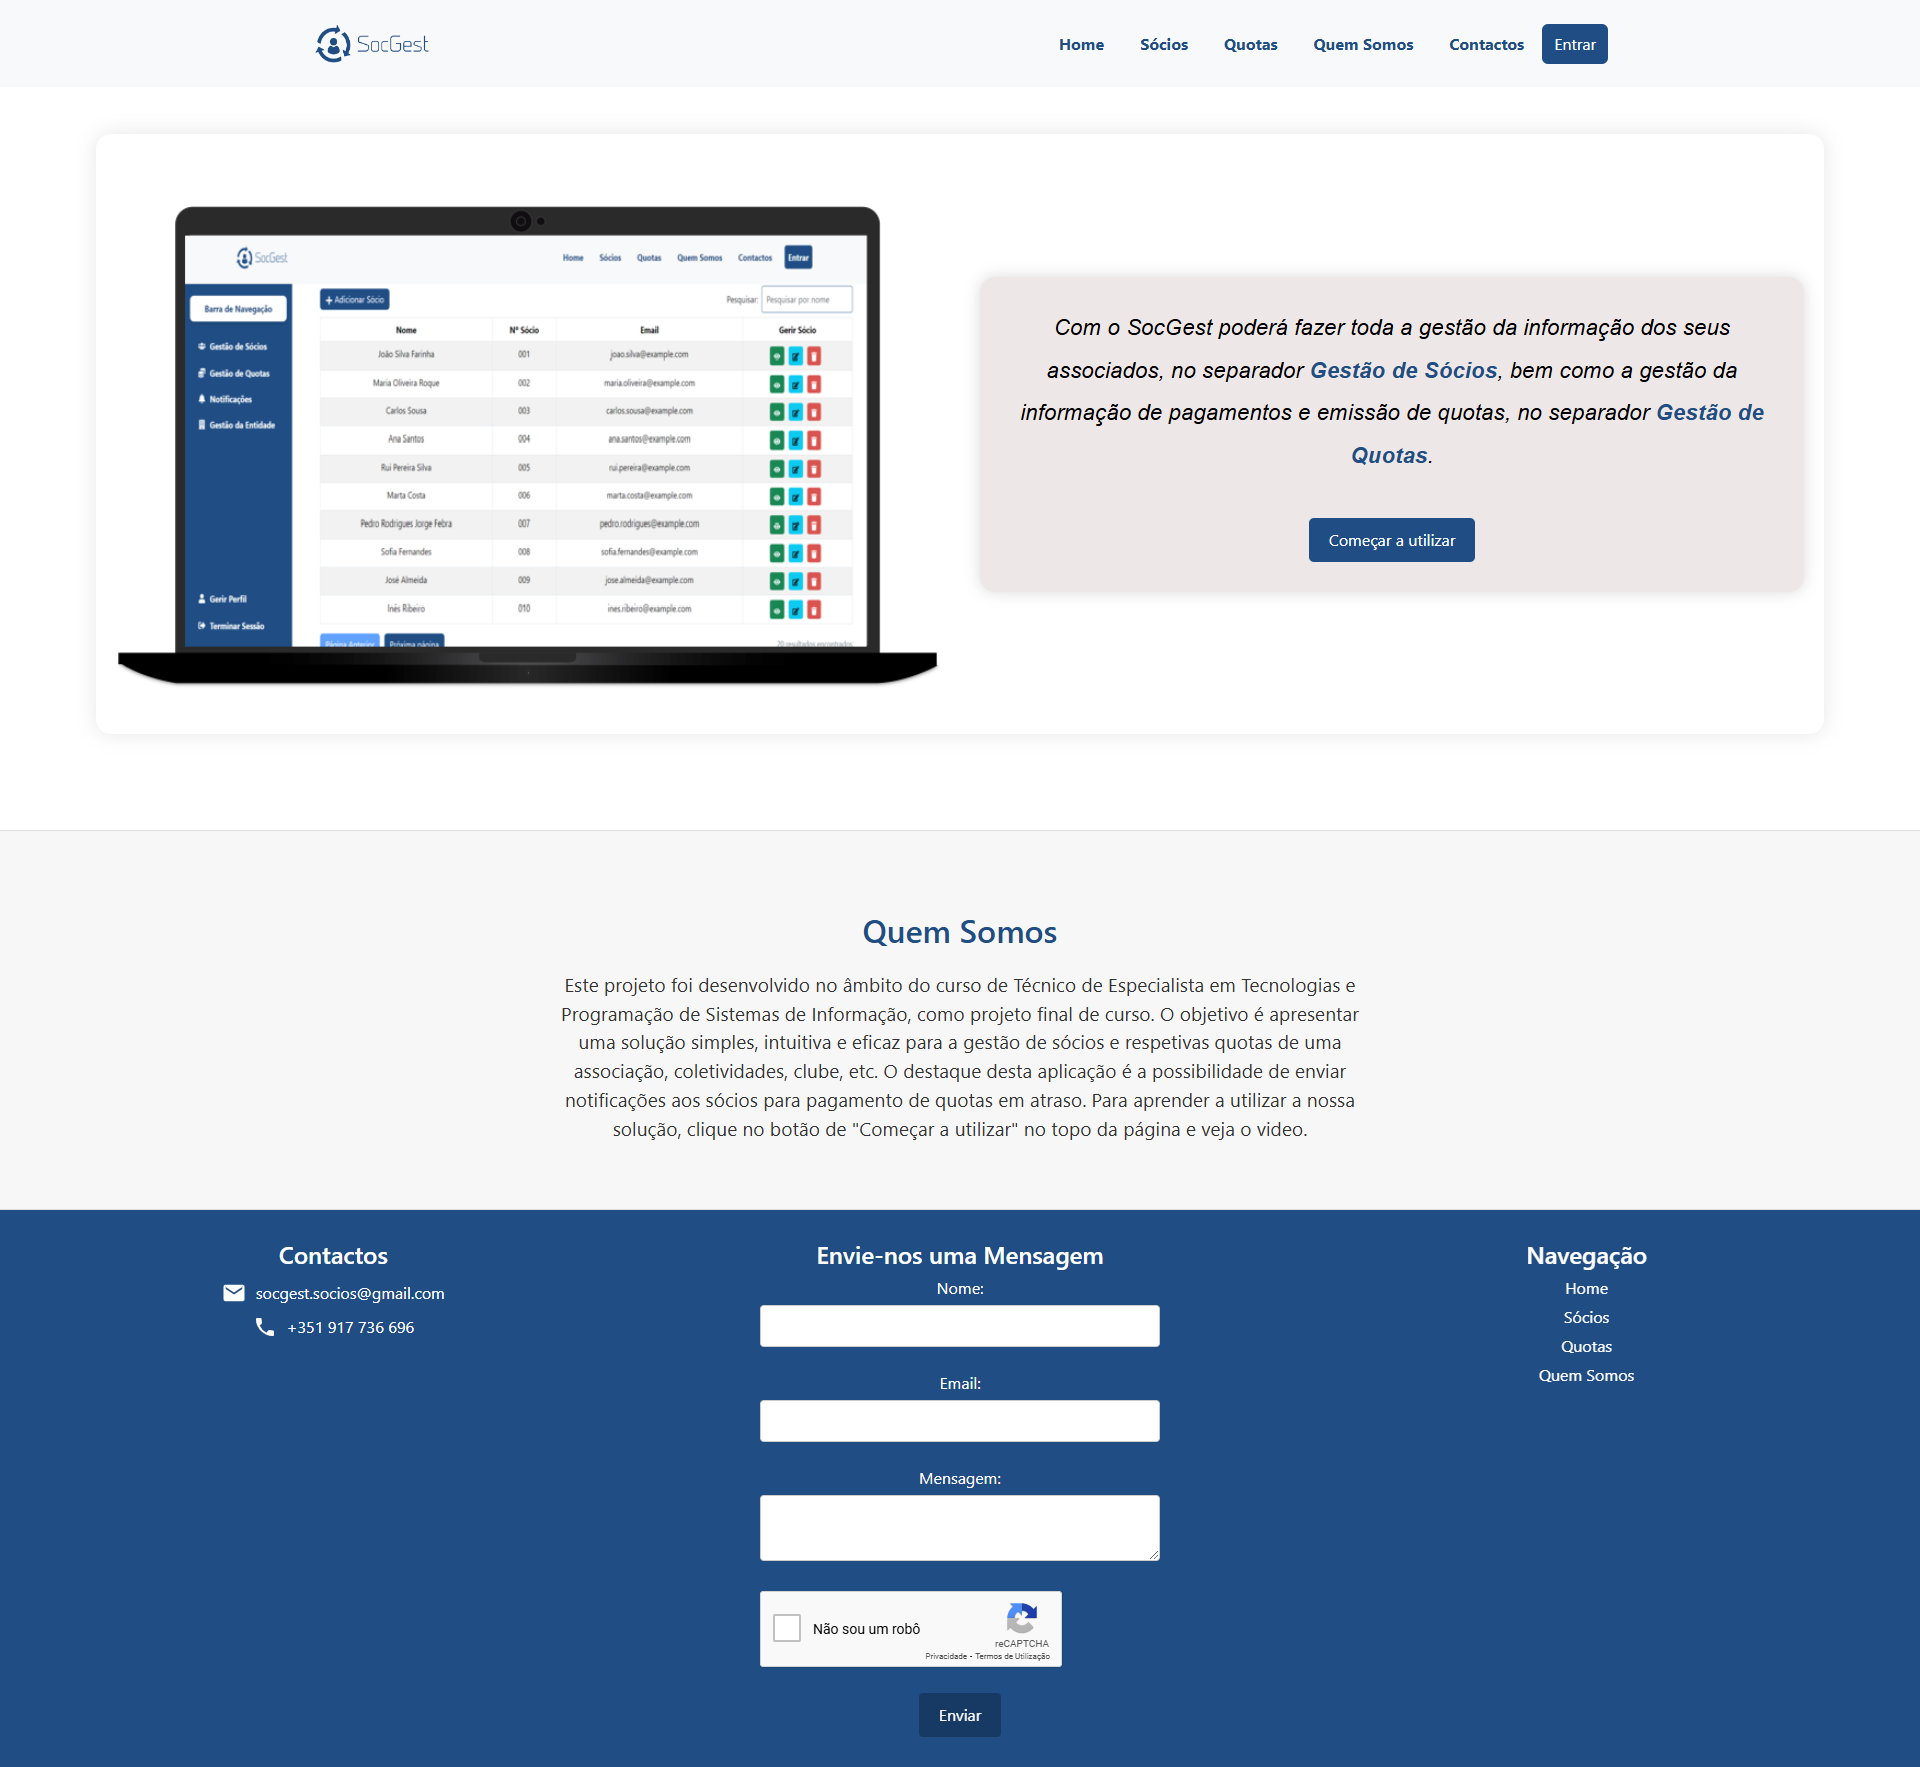 SocGest
Home Sócios Quotas Quem Somos Contactos Entrar
SocGest
Home Sócios Quotas Quem Somos Contactos Entrar
Barra de Navegação
Gestão de Sócios
Gestão de Quotas
Notificações
Gestão da Entidade
Gerir Perfil
Terminar Sessão
Adicionar Sócio
Pesquisar: Pesquisar por nome
Nome Nº Sócio Email Gerir Sócio
João Silva Farinha 001 joao.silva@example.com
Maria Oliveira Roque 002 maria.oliveira@example.com
Carlos Sousa 003 carlos.sousa@example.com
Ana Santos 004 ana.santos@example.com
Rui Pereira Silva 005 rui.pereira@example.com
Marta Costa 006 marta.costa@example.com
Pedro Rodrigues Jorge Febra 007 pedro.rodrigues@example.com
Sofia Fernandes 008 sofia.fernandes@example.com
José Almeida 009 jose.almeida@example.com
Inês Ribeiro 010 ines.ribeiro@example.com
Página Anterior Próxima página 20 resultados encontrados
Com o SocGest poderá fazer toda a gestão da informação dos seus
associados, no separador Gestão de Sócios, bem como a gestão da
informação de pagamentos e emissão de quotas, no separador Gestão de
Quotas.
Começar a utilizar
Quem Somos
Este projeto foi desenvolvido no âmbito do curso de Técnico de Especialista em Tecnologias e
Programação de Sistemas de Informação, como projeto final de curso. O objetivo é apresentar
uma solução simples, intuitiva e eficaz para a gestão de sócios e respetivas quotas de uma
associação, coletividades, clube, etc. O destaque desta aplicação é a possibilidade de enviar
notificações aos sócios para pagamento de quotas em atraso. Para aprender a utilizar a nossa
solução, clique no botão de "Começar a utilizar" no topo da página e veja o video.
Contactos
socgest.socios@gmail.com
+351 917 736 696
Envie-nos uma Mensagem
Nome:
Email:
Mensagem:
Não sou um robô
reCAPTCHA
Privacidade - Termos de Utilização
Enviar
Navegação
Home
Sócios
Quotas
Quem Somos